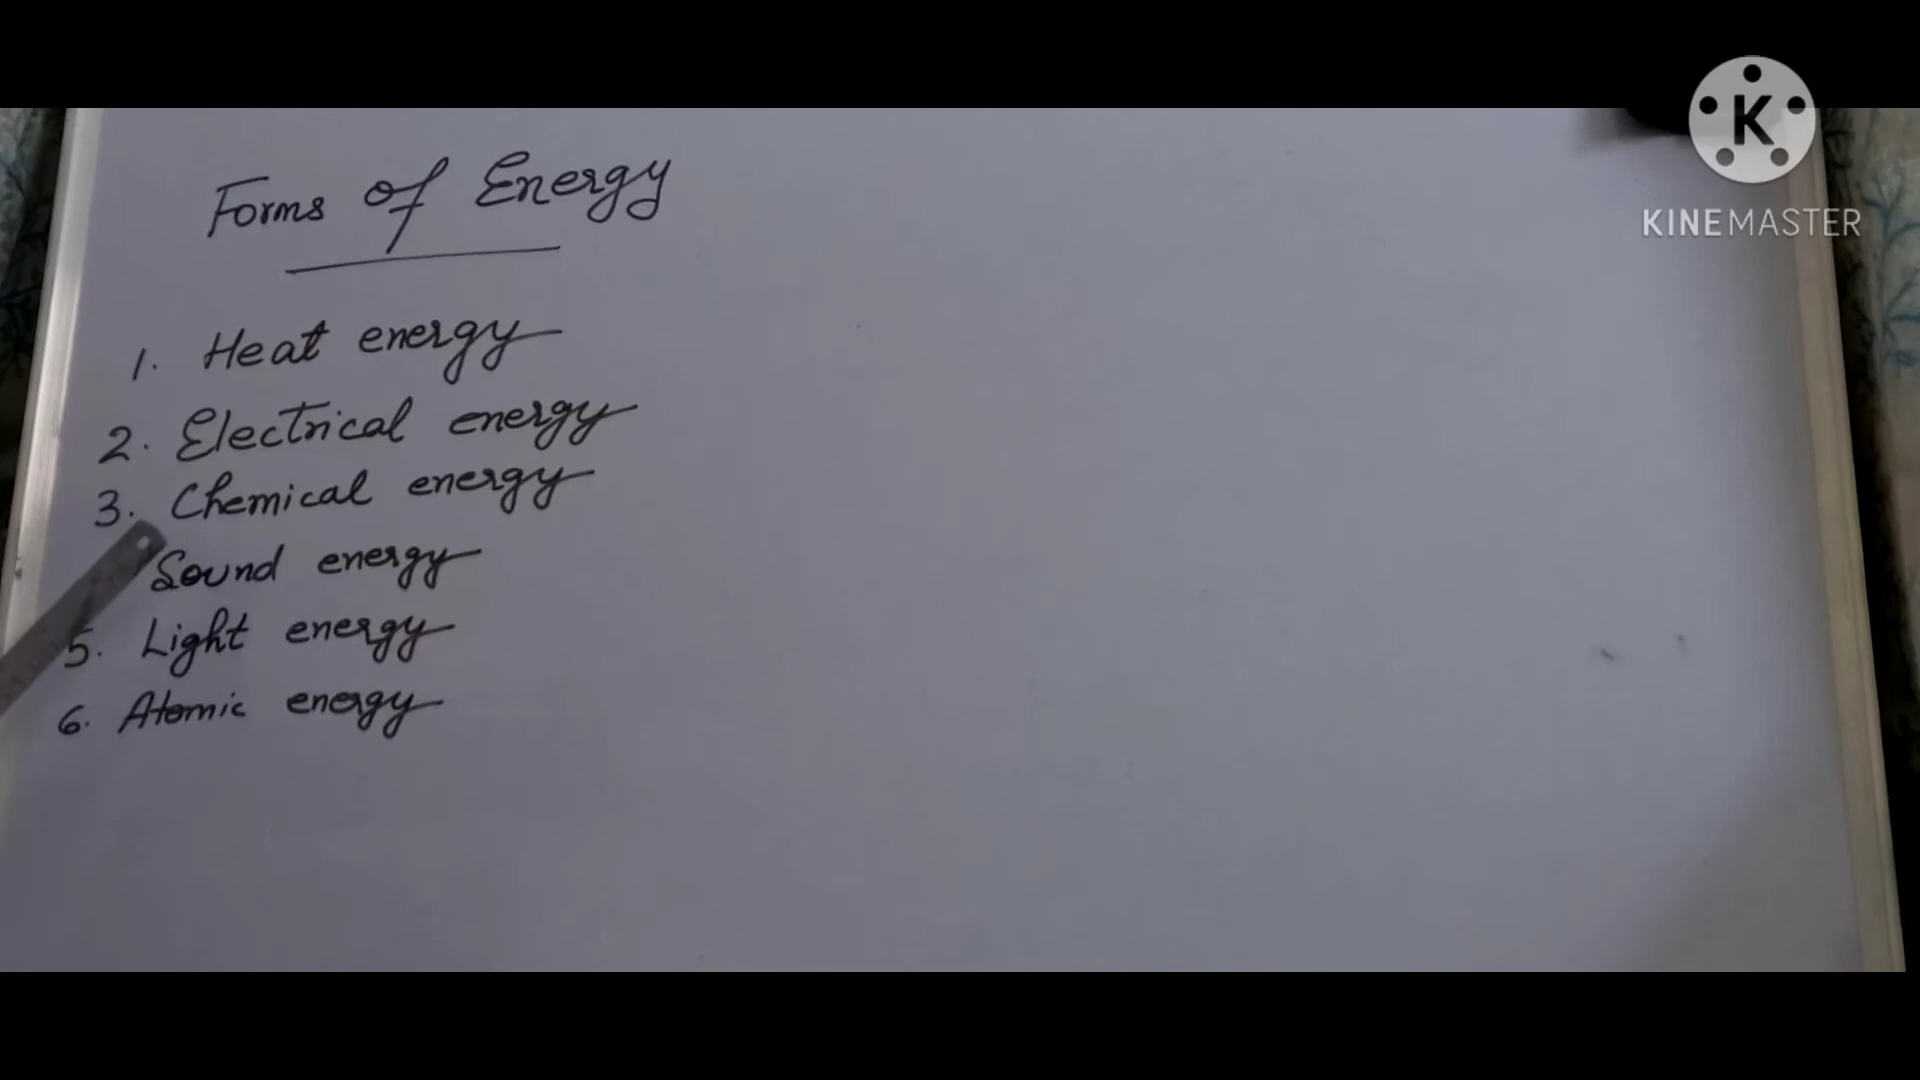 Forms of Energy
1. Heat energy
2. Electrical energy
3. Chemical energy
Sound energy
5. Light energy
6. Atomic energy
K
KINEMASTER